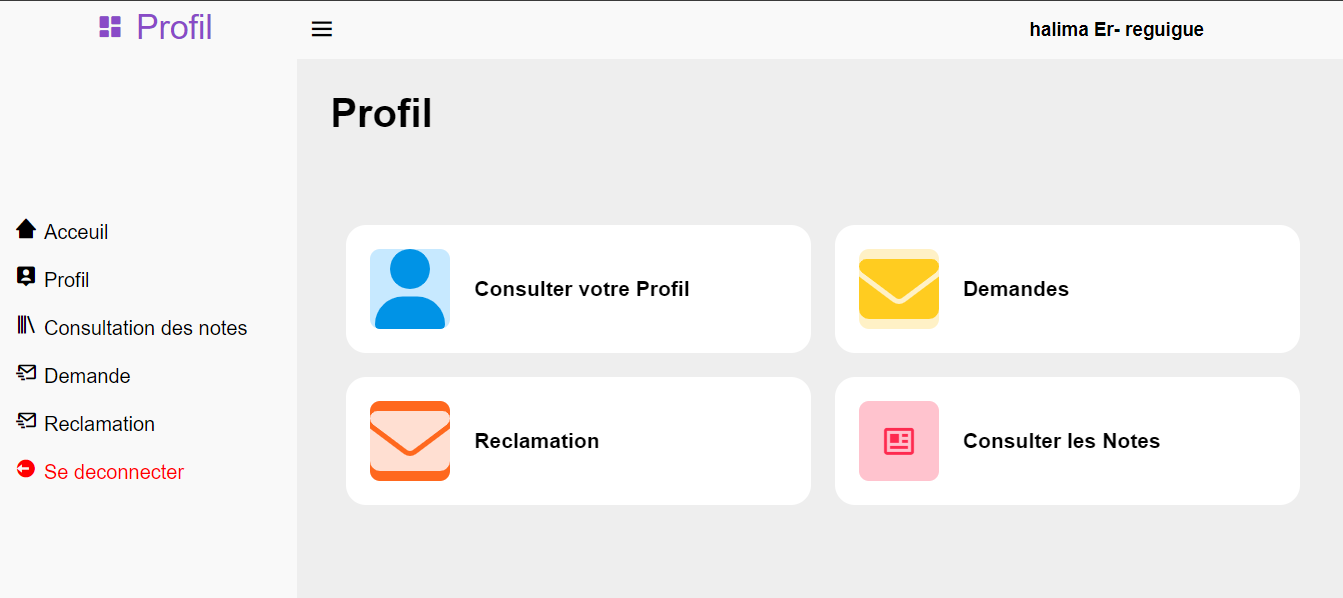 Profil
halima Er- reguigue
Profil
Acceuil
Profil
Consultation des notes
Demande
Reclamation
Se deconnecter
Consulter votre Profil
Demandes
Reclamation
Consulter les Notes